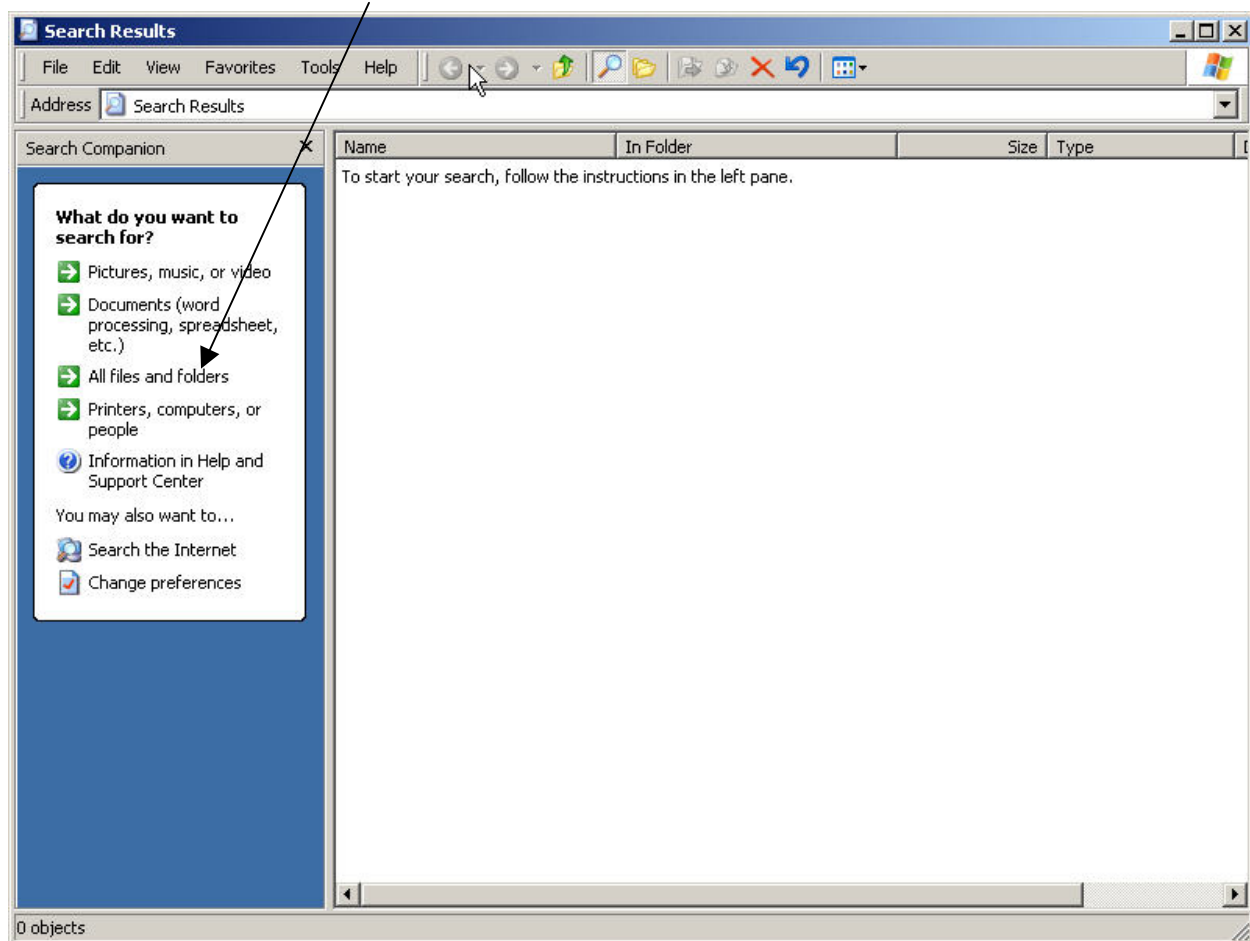 Search Results
File Edit View Favorites Tools Help
Address Search Results
Search Companion
Name In Folder Size Type
To start your search, follow the instructions in the left pane.
What do you want to
search for?
Pictures, music, or video
Documents (word
processing, spreadsheet,
etc.)
All files and folders
Printers, computers, or
people
Information in Help and
Support Center
You may also want to...
Search the Internet
Change preferences
0 objects